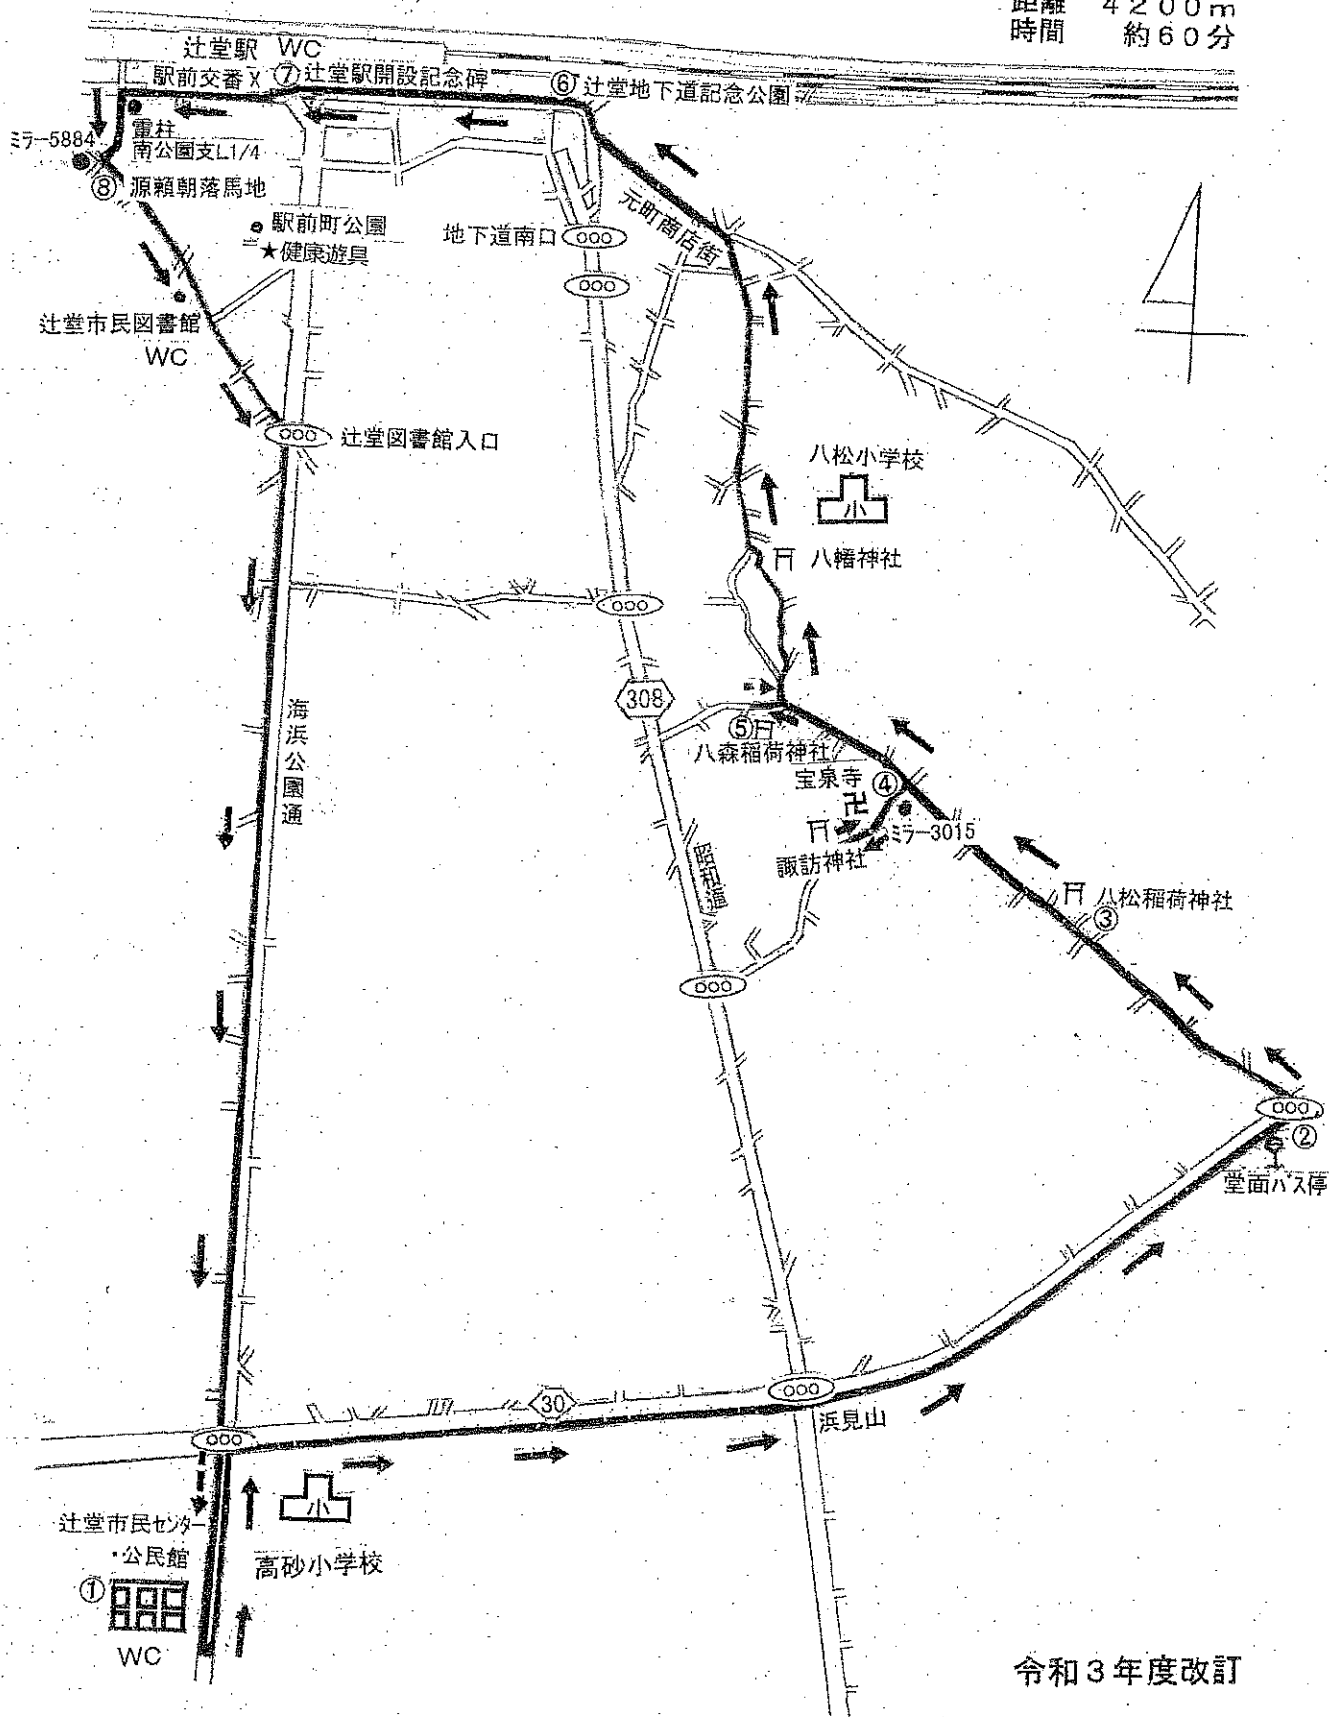 距離 4200m
時間 約60分
辻堂駅 WC
駅前交番X
⑦辻堂駅開設記念碑
⑥辻堂地下道記念公園
ミラー5884
電柱
南公園支L1/4
⑧ 源頼朝落馬地
駅前町公園
★健康遊具
地下道南口
元町商店街
辻堂市民図書館
WC
辻堂図書館入口
八松小学校
小
八幡神社
308
海浜公園通
⑤
八森稲荷神社
宝泉寺
④
ミラー3015
諏訪神社
昭和通
八松稲荷神社
③
②
堂面バス停
30
浜見山
小
辻堂市民センター
・公民館
高砂小学校
①
WC
令和3年度改訂